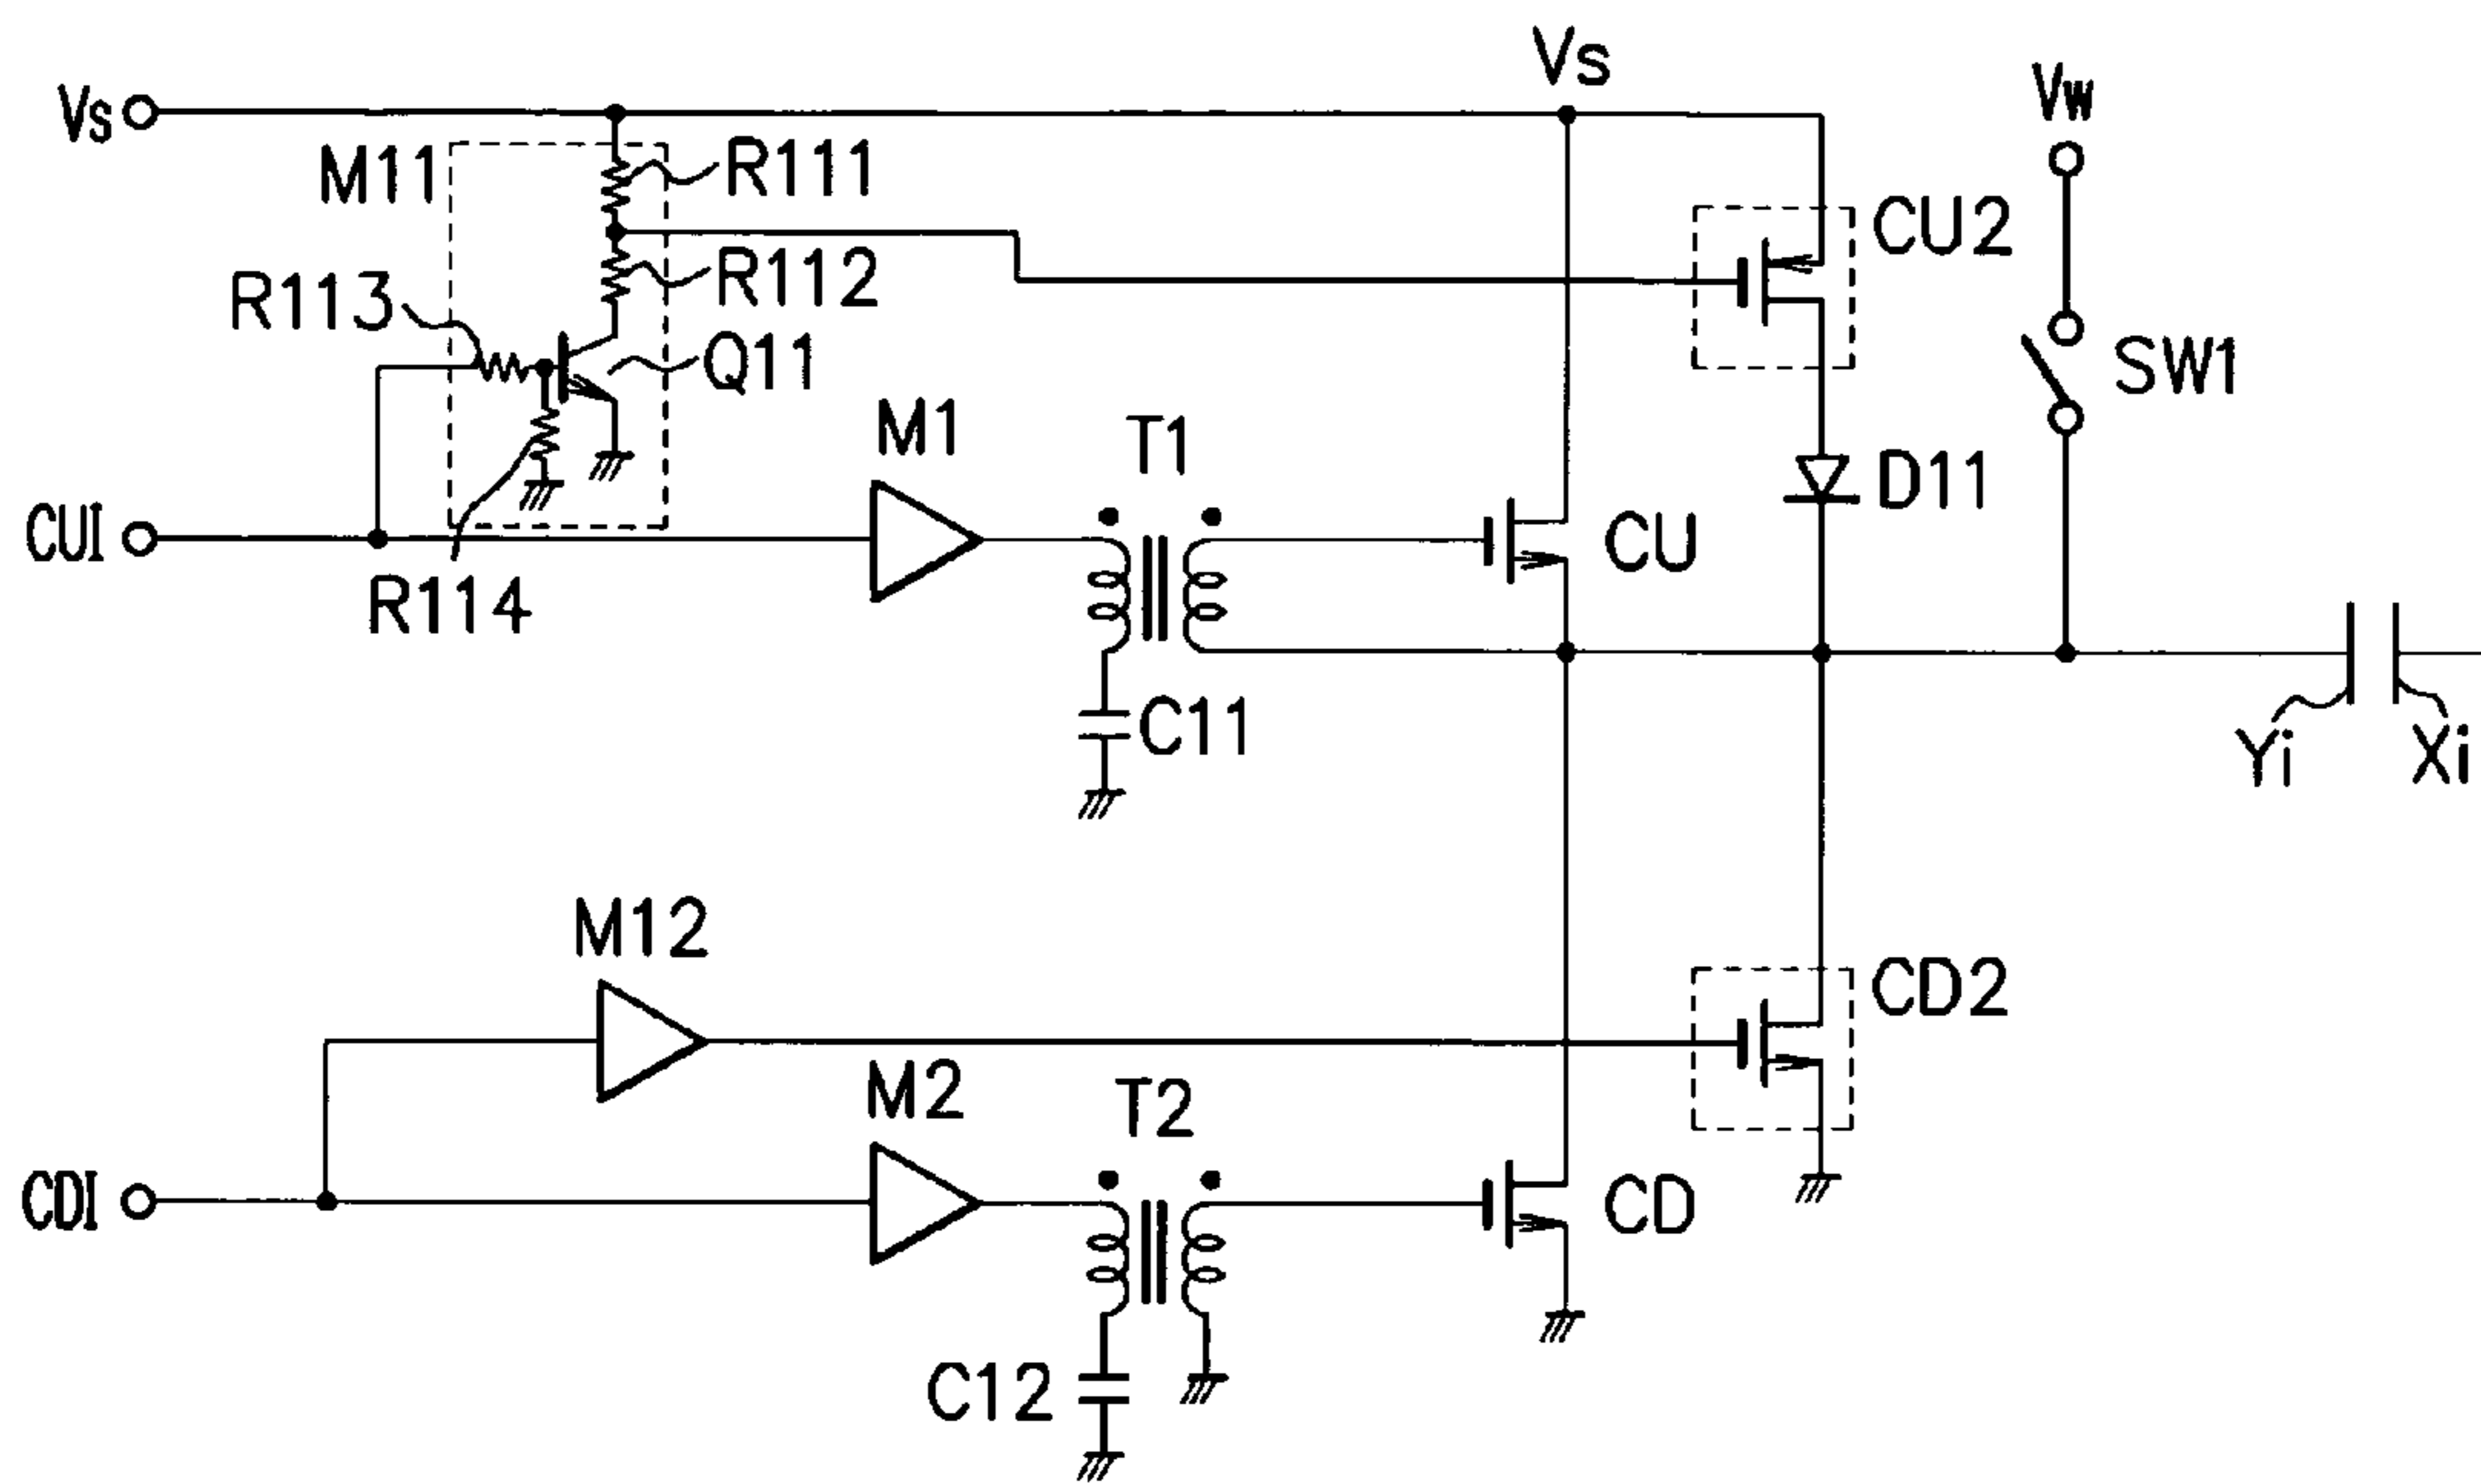 Vs
Vs
Vw
M11
R111
CU2
R112
R113
Q11
SW1
M1
T1
D11
CUI
CU
R114
C11
Yi
Xi
M12
CD2
M2
T2
CDI
CD
C12